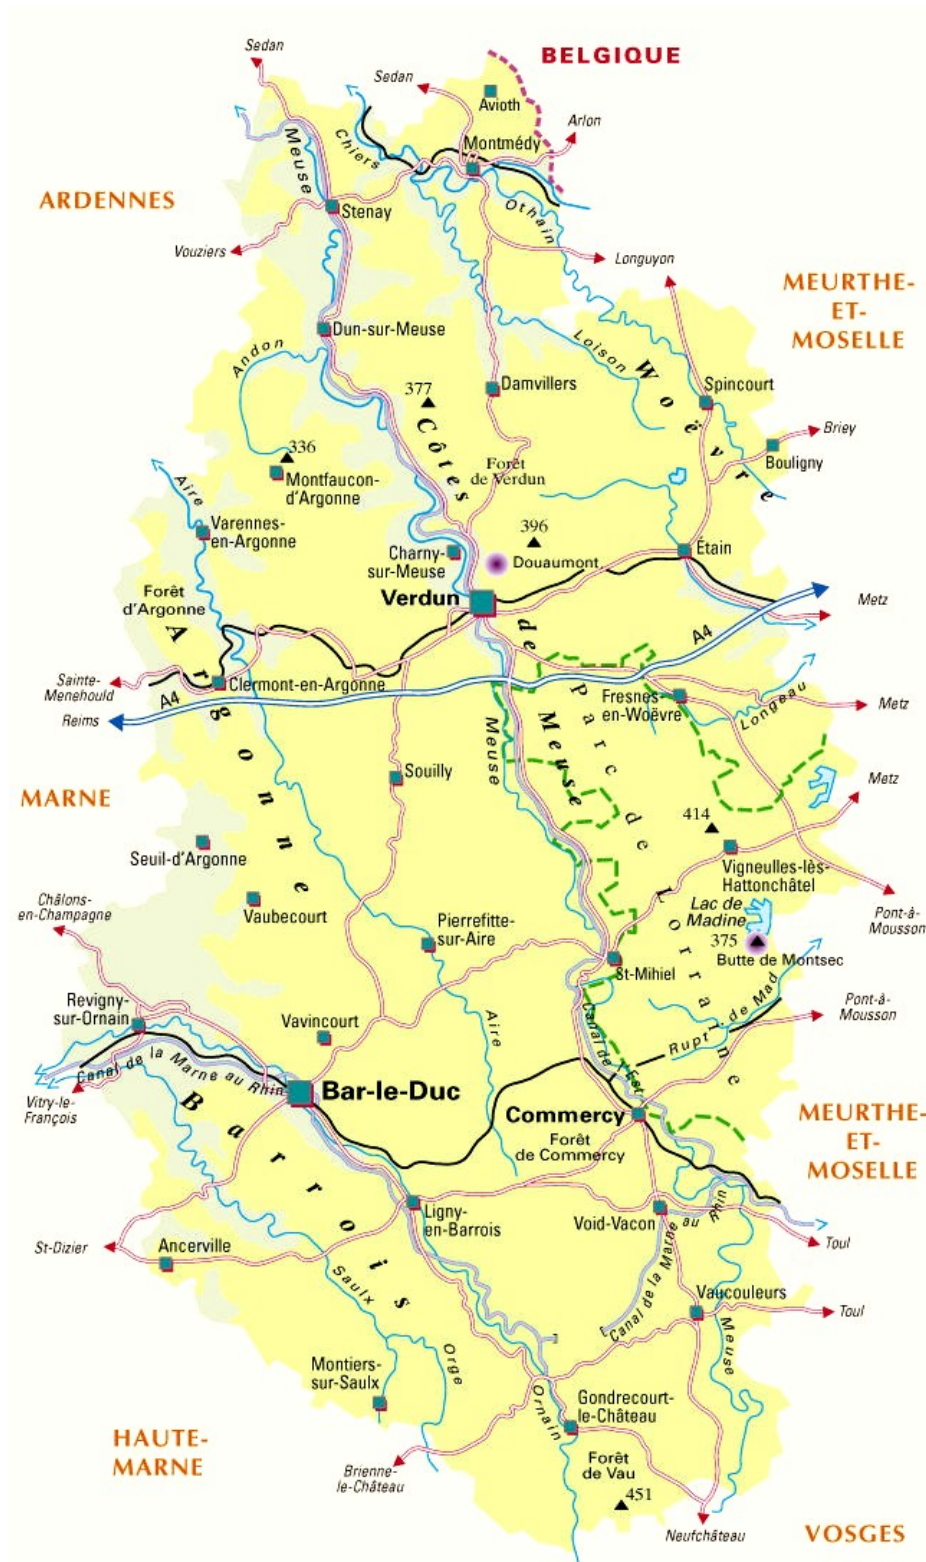 Sedan
BELGIQUE
Sedan
Avioth
Arlon
Meuse
Chiers
Montmédy
ARDENNES
Stenay
Othain
Vouziers
Longuyon
MEURTHE-
ET-
MOSELLE
Dun-sur-Meuse
Andon
Loison
Woëvre
377
Damvillers
Spincourt
Côtes
Briey
336
Forêt
de Verdun
Bouligny
Montfaucon-
d'Argonne
Aire
Varennes-
en-Argonne
396
Charny-
sur-Meuse
Douaumont
Étain
Forêt
d'Argonne
Verdun
Metz
de
A4
Argonne
Sainte-
Menehould
Clermont-en-Argonne
A4
Reims
Parc de Lorraine
Fresnes-
en-Woëvre
Longeau
Metz
Meuse
Meuse
Souilly
Metz
MARNE
414
Seuil-d'Argonne
Vigneulles-lès-
Hattonchâtel
Châlons-
en-Champagne
Vaubecourt
Lac de
Madine
Pont-à-
Mousson
Pierrefitte-
sur-Aire
375
Butte de Montsec
St-Mihiel
Revigny-
sur-Ornain
Vavincourt
Aire
Canal de l'Est
Rupt de Mad
Pont-à-
Mousson
Canal de la Marne au Rhin
Vitry-le-
François
Bar-le-Duc
Barrois
Commercy
Forêt
de Commercy
MEURTHE-
ET-
MOSELLE
Ligny-
en-Barrois
Void-Vacon
Canal de la Marne au Rhin
St-Dizier
Ancerville
Toul
Saulx
Vaucouleurs
Toul
Meuse
Montiers-
sur-Saulx
Orge
Ornain
Gondrecourt-
le-Château
HAUTE-
MARNE
Brienne-
le-Château
Forêt
de Vau
451
Neufchâteau
VOSGES